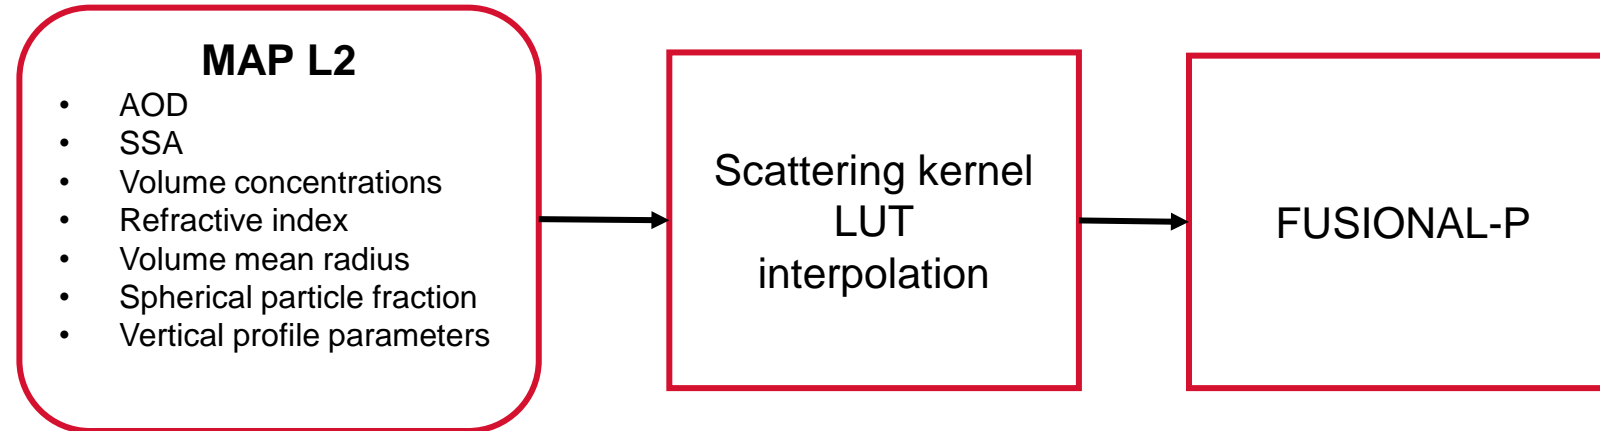 MAP L2
• AOD
• SSA
• Volume concentrations
• Refractive index
• Volume mean radius
• Spherical particle fraction
• Vertical profile parameters
Scattering kernel
LUT
interpolation
FUSIONAL-P